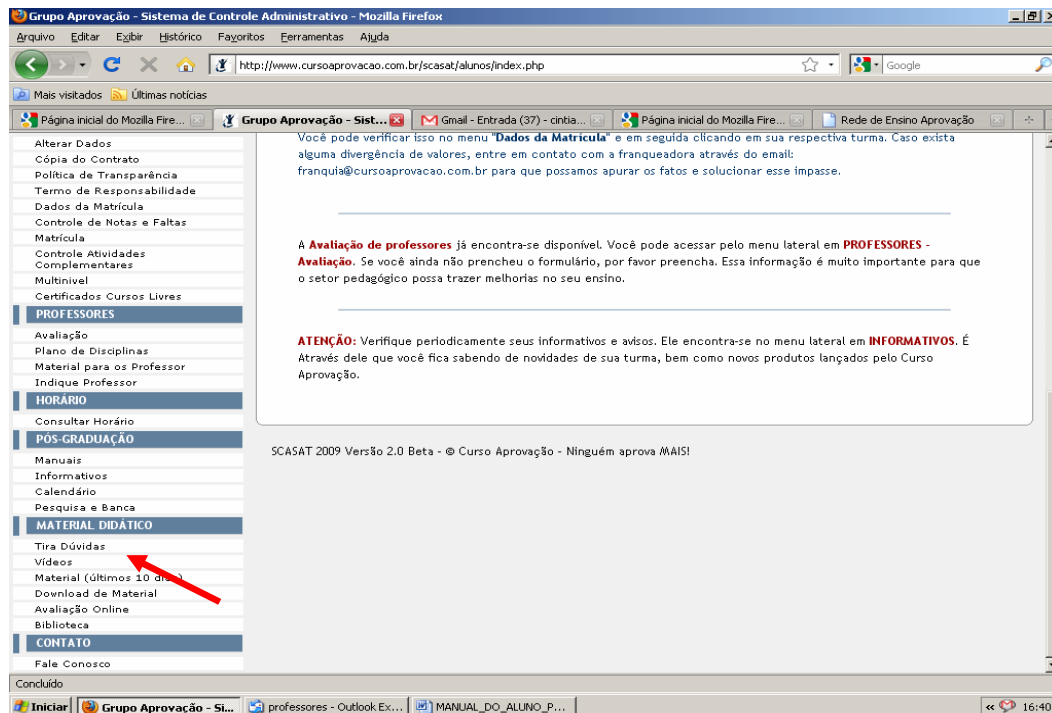 Grupo Aprovação - Sistema de Controle Administrativo - Mozilla Firefox
Arquivo Editar Exibir Histórico Favoritos Ferramentas Ajuda
http://www.cursoaprovacao.com.br/scasat/alunos/index.php
Google
Mais visitados Últimas notícias
Página inicial do Mozilla Fire... Grupo Aprovação - Sist... Gmail - Entrada (37) - cintia... Página inicial do Mozilla Fire... Rede de Ensino Aprovação
Alterar Dados
Cópia do Contrato
Política de Transparência
Termo de Responsabilidade
Dados da Matrícula
Controle de Notas e Faltas
Matrícula
Controle Atividades
Complementares
Multinivel
Certificados Cursos Livres
PROFESSORES
Avaliação
Plano de Disciplinas
Material para os Professor
Indique Professor
HORÁRIO
Consultar Horário
PÓS-GRADUAÇÃO
Manuais
Informativos
Calendário
Pesquisa e Banca
MATERIAL DIDÁTICO
Tira Dúvidas
Vídeos
Material (últimos 10
Download de Material
Avaliação Online
Biblioteca
CONTATO
Fale Conosco
Você pode verificar isso no menu "Dados da Matrícula" e em seguida clicando em sua respectiva turma. Caso exista
alguma divergência de valores, entre em contato com a franqueadora através do email:
franquia@cursoaprovacao.com.br para que possamos apurar os fatos e solucionar esse impasse.
A Avaliação de professores já encontra-se disponível. Você pode acessar pelo menu lateral em PROFESSORES -
Avaliação. Se você ainda não prencheu o formulário, por favor preencha. Essa informação é muito importante para que
o setor pedagógico possa trazer melhorias no seu ensino.
ATENÇÃO: Verifique periodicamente seus informativos e avisos. Ele encontra-se no menu lateral em INFORMATIVOS. É
Através dele que você fica sabendo de novidades de sua turma, bem como novos produtos lançados pelo Curso
Aprovação.
SCASAT 2009 Versão 2.0 Beta - © Curso Aprovação - Ninguém aprova MAIS!
Concluído
Iniciar Grupo Aprovação - Si... professores - Outlook Ex... MANUAL_DO_ALUNO_P... « 16:40